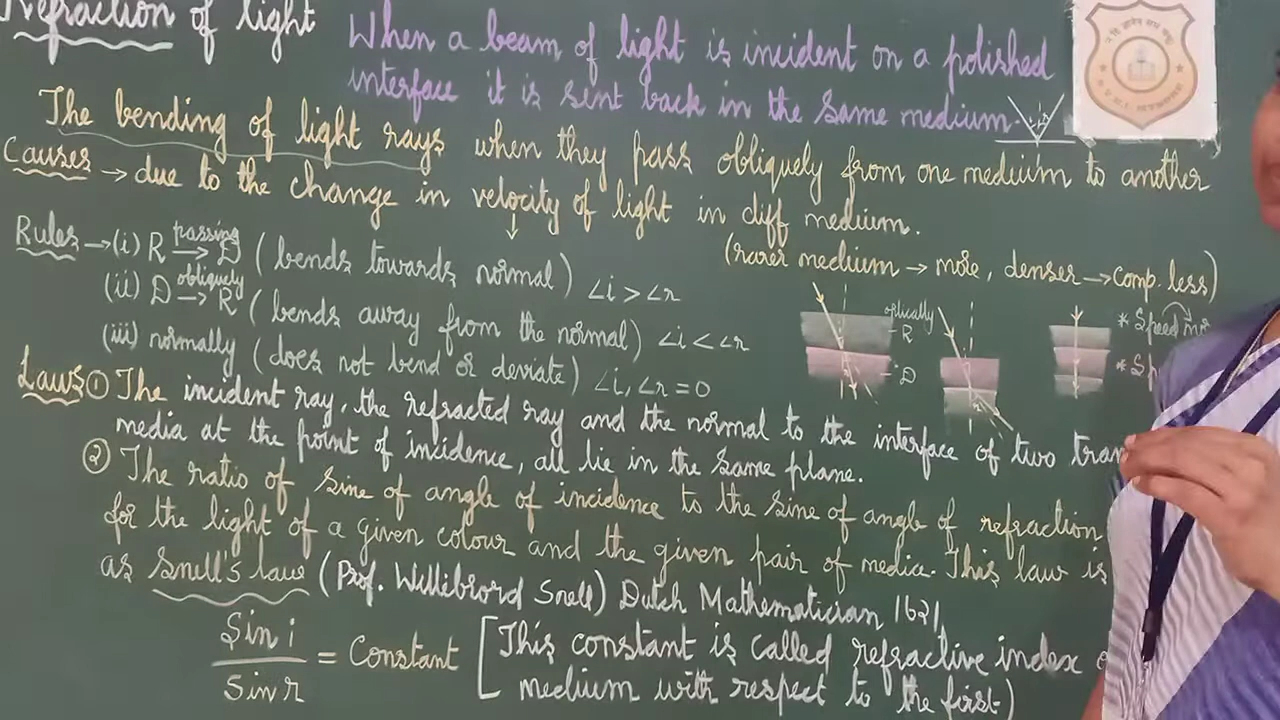 Refraction of light
When a beam of light is incident on a polished
interface it is sent back in the same medium.
The bending of light rays when they pass obliquely from one medium to another
Causes → due to the change in velocity of light in diff medium.
(rarer medium → more, denser → comp. less)
Rules → (i) R passing → D (bends towards normal) ∠i > ∠r
(ii) D obliquely → R (bends away from the normal) ∠i < ∠r
(iii) normally (does not bend or deviate) ∠i, ∠r = 0
optically
R
D
* Speed
* Sp
Laws ① The incident ray, the refracted ray and the normal to the interface of two tran
media at the point of incidence, all lie in the same plane.
② The ratio of sine of angle of incidence to the sine of angle of refraction
for the light of a given colour and the given pair of media. This law is
as Snell's law (Prof. Willibrord Snell) Dutch Mathematician 1621
Sin i
Sin r
= Constant
[This constant is called refractive index
medium with respect to the first)